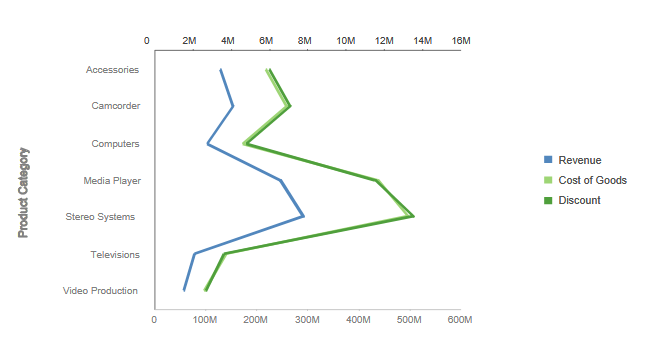 0 2M 4M 6M 8M 10M 12M 14M 16M
Product Category
Accessories
Camcorder
Computers
Media Player
Stereo Systems
Televisions
Video Production
0 100M 200M 300M 400M 500M 600M
Revenue
Cost of Goods
Discount